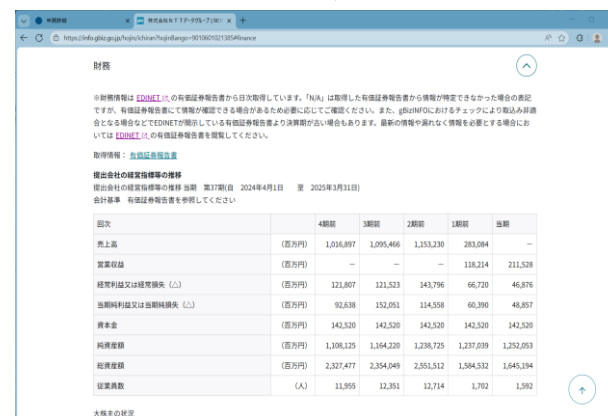 株式会社NTTデータグループ
https://info.gbiz.go.jp/hojin/ichiran?hojinBango=9010601021385#finance
財務
※財務情報は EDINET の有価証券報告書から日次取得しています。「N/A」は取得した有価証券報告書から情報が特定できなかった場合の表記
ですが、有価証券報告書にて情報が確認できる場合があるため必要に応じてご確認ください。また、gBizINFOにおけるチェックにより取込み非適
合となる場合などでEDINETが開示している有価証券報告書より決算期が古い場合もあります。最新の情報や漏れなく情報を必要とする場合にお
いては EDINET の有価証券報告書を閲覧してください。
取得情報： 有価証券報告書
提出会社の経営指標等の推移
提出会社の経営指標等の推移 当期 第37期(自 2024年4月1日 至 2025年3月31日)
会計基準 有価証券報告書を参照してください
回次 4期前 3期前 2期前 1期前 当期
売上高 (百万円) 1,016,897 1,095,466 1,153,230 283,084 －
営業収益 (百万円) － － － 118,214 211,528
経常利益又は経常損失（△） (百万円) 121,807 121,523 143,796 66,720 46,876
当期純利益又は当期純損失（△） (百万円) 92,638 152,051 114,558 60,390 48,857
資本金 (百万円) 142,520 142,520 142,520 142,520 142,520
純資産額 (百万円) 1,108,125 1,164,220 1,238,725 1,237,039 1,252,053
総資産額 (百万円) 2,327,477 2,354,049 2,551,512 1,584,532 1,645,194
従業員数 (人) 11,955 12,351 12,714 1,702 1,592
大株主の状況